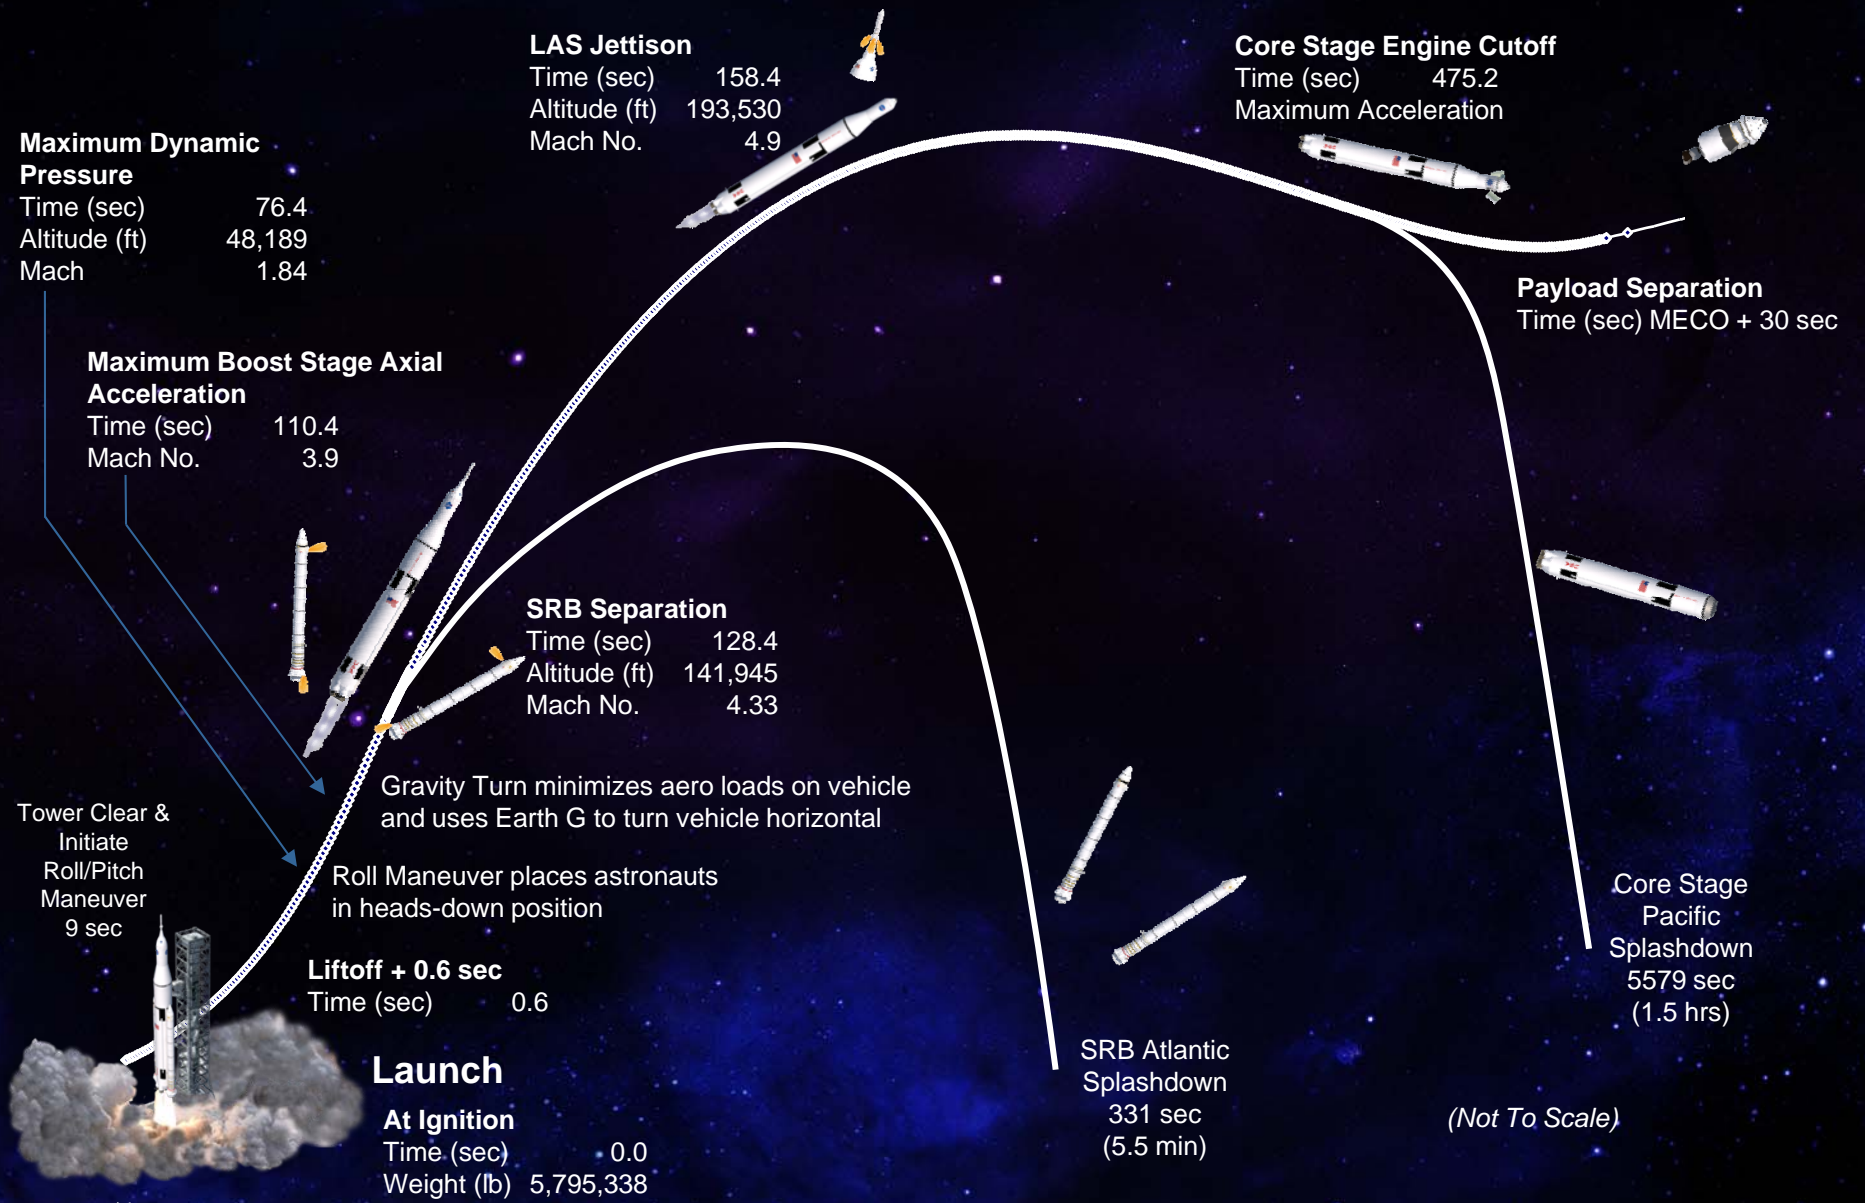 LAS Jettison
Time (sec) 158.4
Altitude (ft) 193,530
Mach No. 4.9
Core Stage Engine Cutoff
Time (sec) 475.2
Maximum Acceleration
Maximum Dynamic
Pressure
Time (sec) 76.4
Altitude (ft) 48,189
Mach 1.84
Payload Separation
Time (sec) MECO + 30 sec
Maximum Boost Stage Axial
Acceleration
Time (sec) 110.4
Mach No. 3.9
SRB Separation
Time (sec) 128.4
Altitude (ft) 141,945
Mach No. 4.33
Gravity Turn minimizes aero loads on vehicle
and uses Earth G to turn vehicle horizontal
Tower Clear &
Initiate
Roll/Pitch
Maneuver
9 sec
Roll Maneuver places astronauts
in heads-down position
Liftoff + 0.6 sec
Time (sec) 0.6
Launch
At Ignition
Time (sec) 0.0
Weight (lb) 5,795,338
SRB Atlantic
Splashdown
331 sec
(5.5 min)
Core Stage
Pacific
Splashdown
5579 sec
(1.5 hrs)
(Not To Scale)